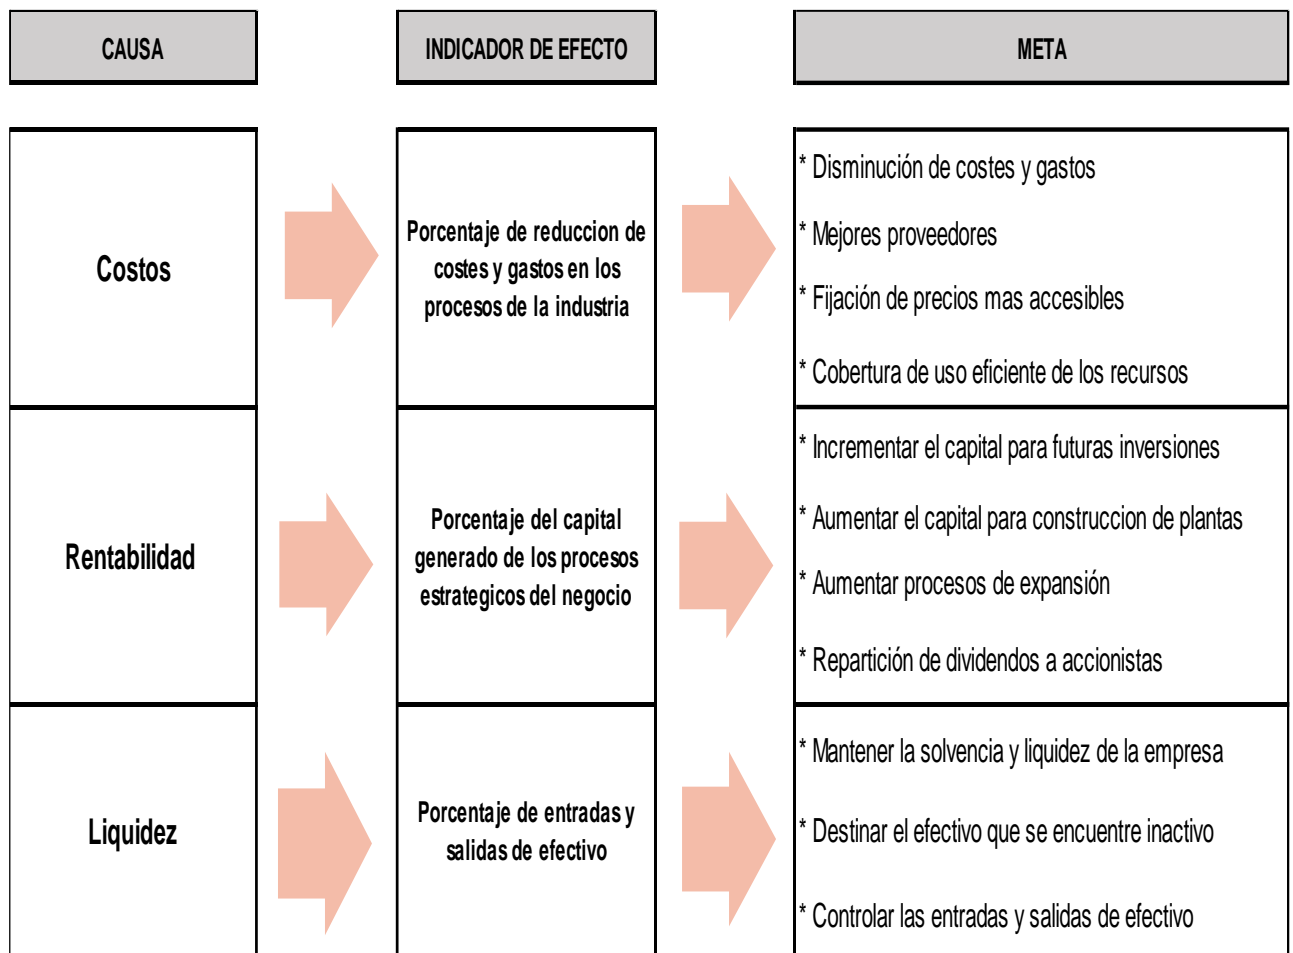 CAUSA
INDICADOR DE EFECTO
META
Costos
Porcentaje de reduccion de
costes y gastos en los
procesos de la industria
* Disminución de costes y gastos
* Mejores proveedores
* Fijación de precios mas accesibles
* Cobertura de uso eficiente de los recursos
Rentabilidad
Porcentaje del capital
generado de los procesos
estrategicos del negocio
* Incrementar el capital para futuras inversiones
* Aumentar el capital para construccion de plantas
* Aumentar procesos de expansión
* Repartición de dividendos a accionistas
Liquidez
Porcentaje de entradas y
salidas de efectivo
* Mantener la solvencia y liquidez de la empresa
* Destinar el efectivo que se encuentre inactivo
* Controlar las entradas y salidas de efectivo